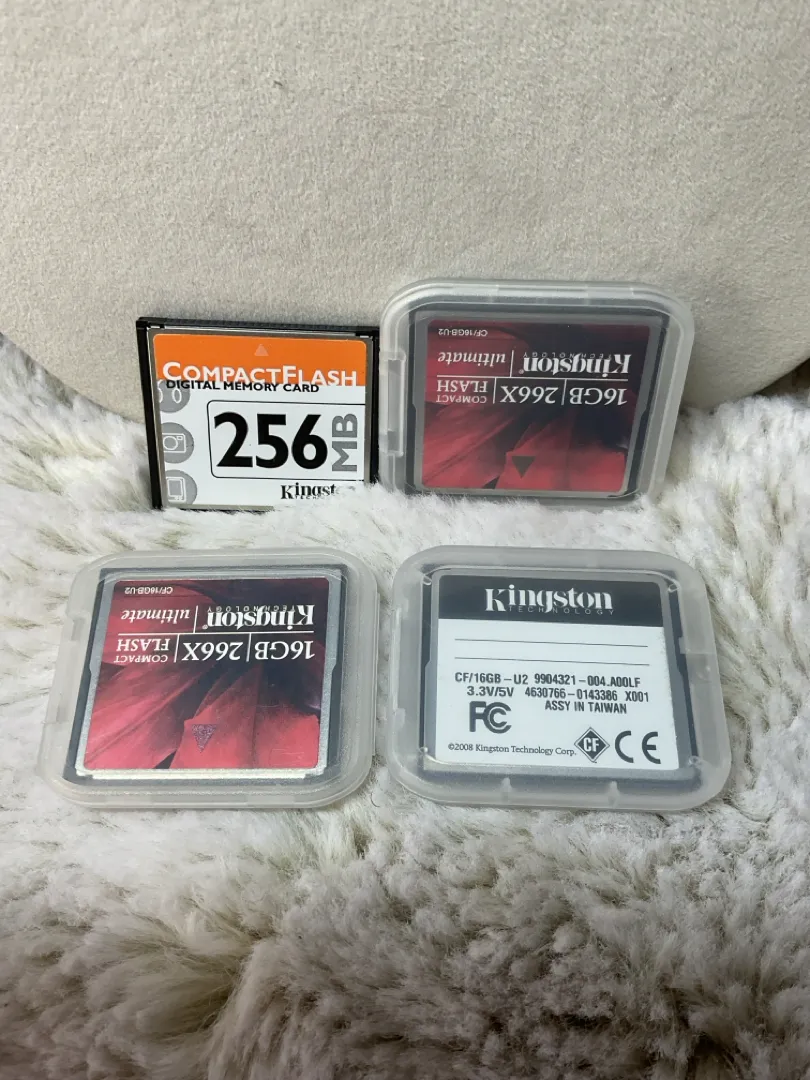 COMPACTFLASH
DIGITAL MEMORY CARD
256 MB
Kingst
16GB | 266X | COMPACT FLASH
Kingston | ultimate
TECHNOLOGY
CF/16GB-U2
16GB | 266X | COMPACT FLASH
Kingston® | ultimate
TECHNOLOGY
CF/16GB-U2
Kingston
TECHNOLOGY
CF/16GB-U2 9904321-004.A00LF
3.3V/5V 4630766-0143386 X001
ASSY IN TAIWAN
FC
©2008 Kingston Technology Corp.
CF
CE